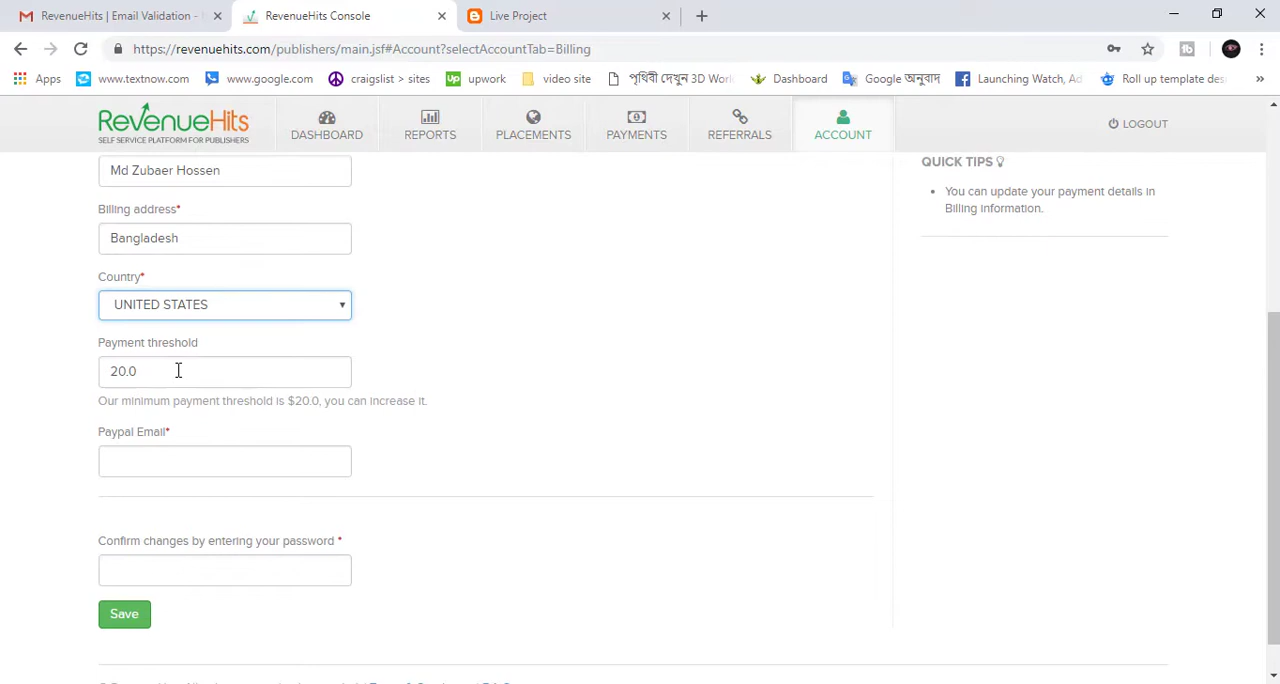 RevenueHits | Email Validation -
RevenueHits Console
Live Project
https://revenuehits.com/publishers/main.jsf#Account?selectAccountTab=Billing
Apps
www.textnow.com
www.google.com
craigslist > sites
Up upwork
video site
পৃথিবী দেখুন 3D Worl
Dashboard
Google অনুবাদ
Launching Watch, Ad
Roll up template des
»
RevenueHits
SELF SERVICE PLATFORM FOR PUBLISHERS
DASHBOARD
REPORTS
PLACEMENTS
PAYMENTS
REFERRALS
ACCOUNT
LOGOUT
Md Zubaer Hossen
Billing address*
Bangladesh
Country*
UNITED STATES
Payment threshold
20.0
Our minimum payment threshold is $20.0, you can increase it.
Paypal Email*
Confirm changes by entering your password *
Save
QUICK TIPS
You can update your payment details in
Billing information.